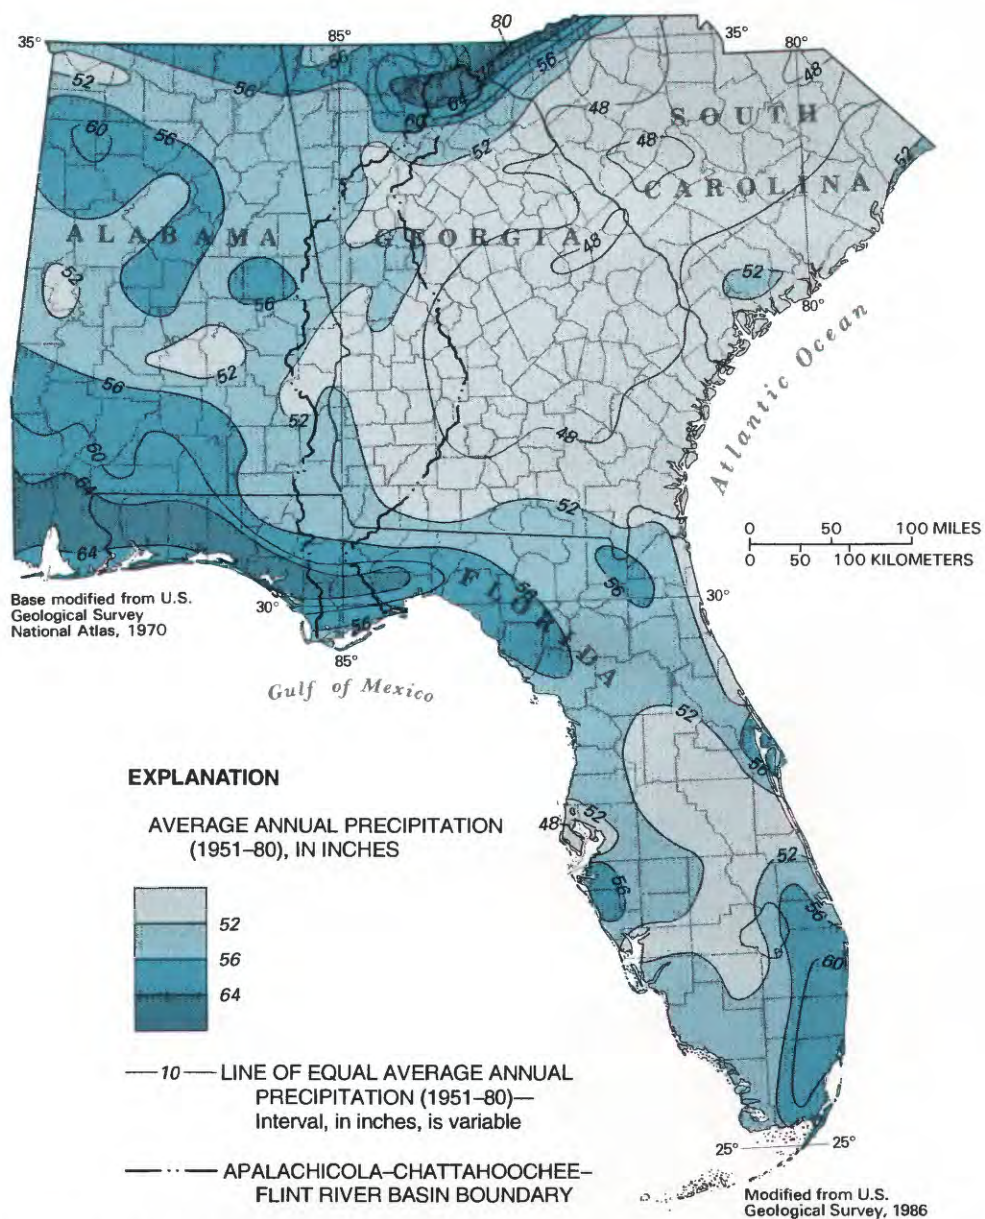 80
35°
85°
35°
80°
56
52
56
64
60
48
48
SOUTH
52
56
60
48
52
CAROLINA
ALABAMA
GEORGIA
48
52
52
80°
56
52
56
52
48
Atlantic Ocean
60
64
52
0 50 100 MILES
0 50 100 KILOMETERS
64
56
Base modified from U.S.
Geological Survey
National Atlas, 1970
30°
56
85°
56
FLORIDA
30°
Gulf of Mexico
52
56
EXPLANATION
AVERAGE ANNUAL PRECIPITATION
(1951–80), IN INCHES
52
48
52
56
56
60
52
56
64
—10— LINE OF EQUAL AVERAGE ANNUAL
PRECIPITATION (1951–80)—
Interval, in inches, is variable
APALACHICOLA–CHATTAHOOCHEE–
FLINT RIVER BASIN BOUNDARY
25°
25°
Modified from U.S.
Geological Survey, 1986